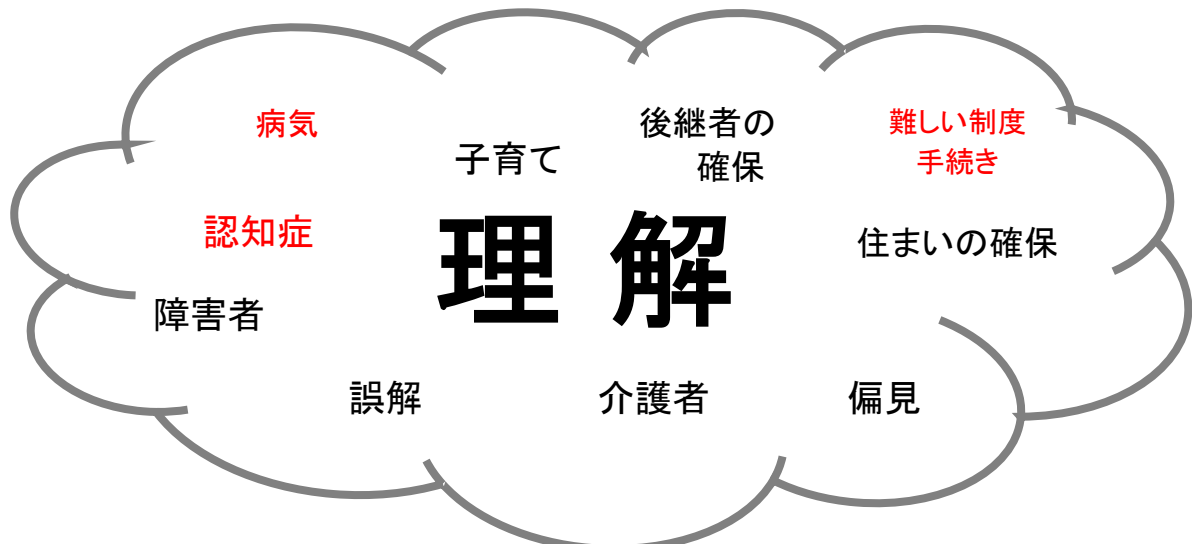 病気
子育て
後継者の
確保
難しい制度
手続き
認知症
理解
住まいの確保
障害者
誤解
介護者
偏見